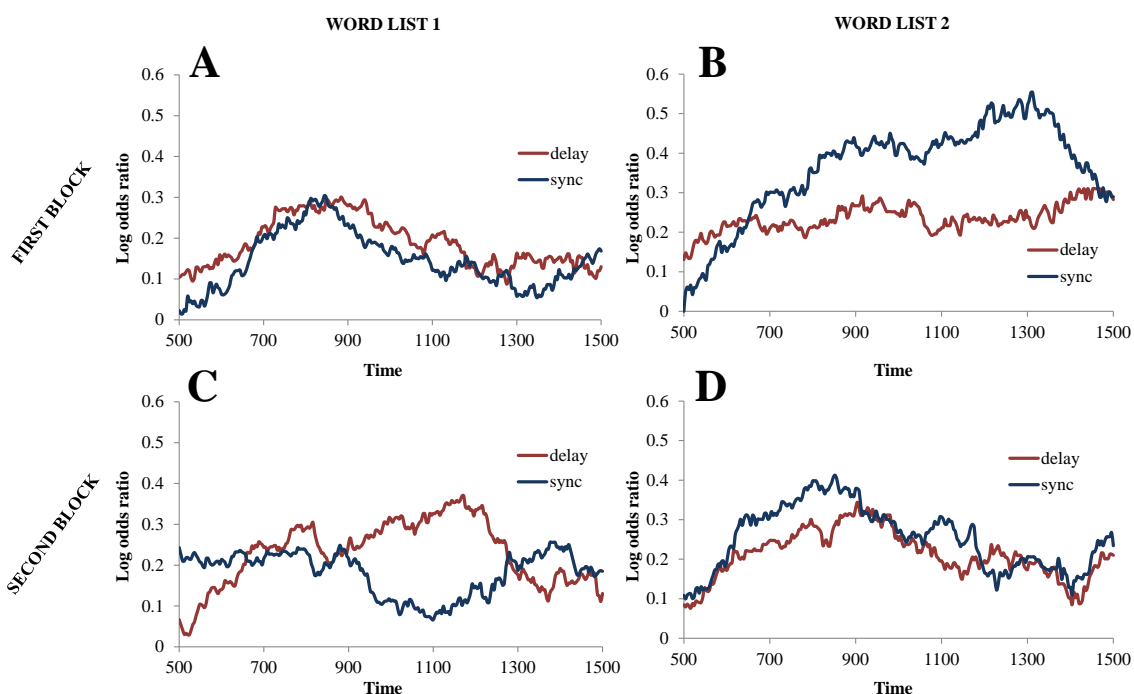 WORD LIST 1
WORD LIST 2
FIRST BLOCK
A
Log odds ratio
0.6
0.5
0.4
0.3
0.2
0.1
0
delay
sync
500
700
900
1100
1300
1500
Time
B
Log odds ratio
0.6
0.5
0.4
0.3
0.2
0.1
0
delay
sync
500
700
900
1100
1300
1500
Time
SECOND BLOCK
C
Log odds ratio
0.6
0.5
0.4
0.3
0.2
0.1
0
delay
sync
500
700
900
1100
1300
1500
Time
D
Log odds ratio
0.6
0.5
0.4
0.3
0.2
0.1
0
delay
sync
500
700
900
1100
1300
1500
Time